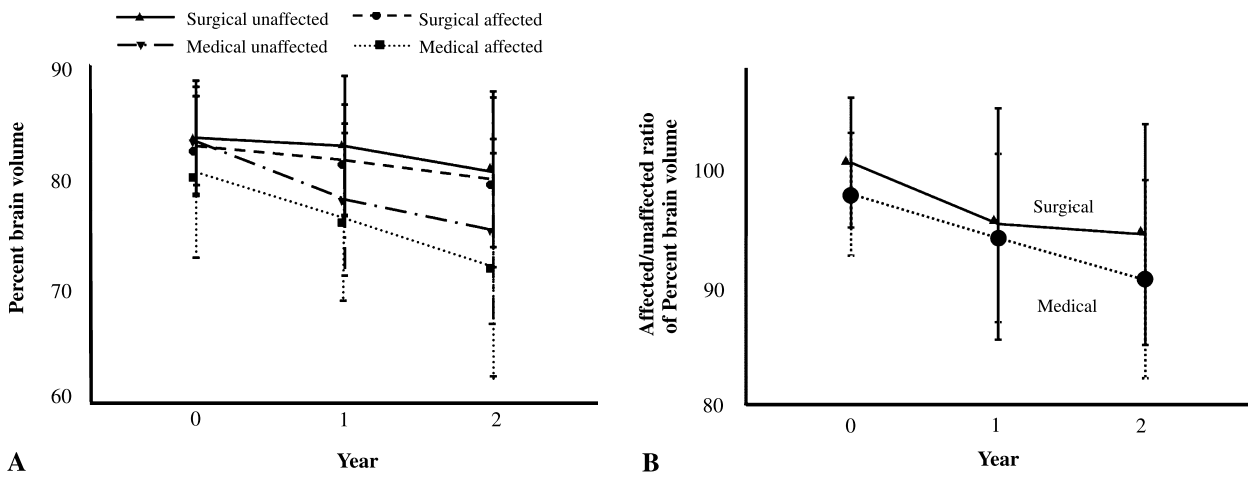 Surgical unaffected
Surgical affected
Medical unaffected
Medical affected
90
80
70
60
Percent brain volume
0
1
2
Year
A
100
90
80
Affected/unaffected ratio
of Percent brain volume
Surgical
Medical
0
1
2
Year
B